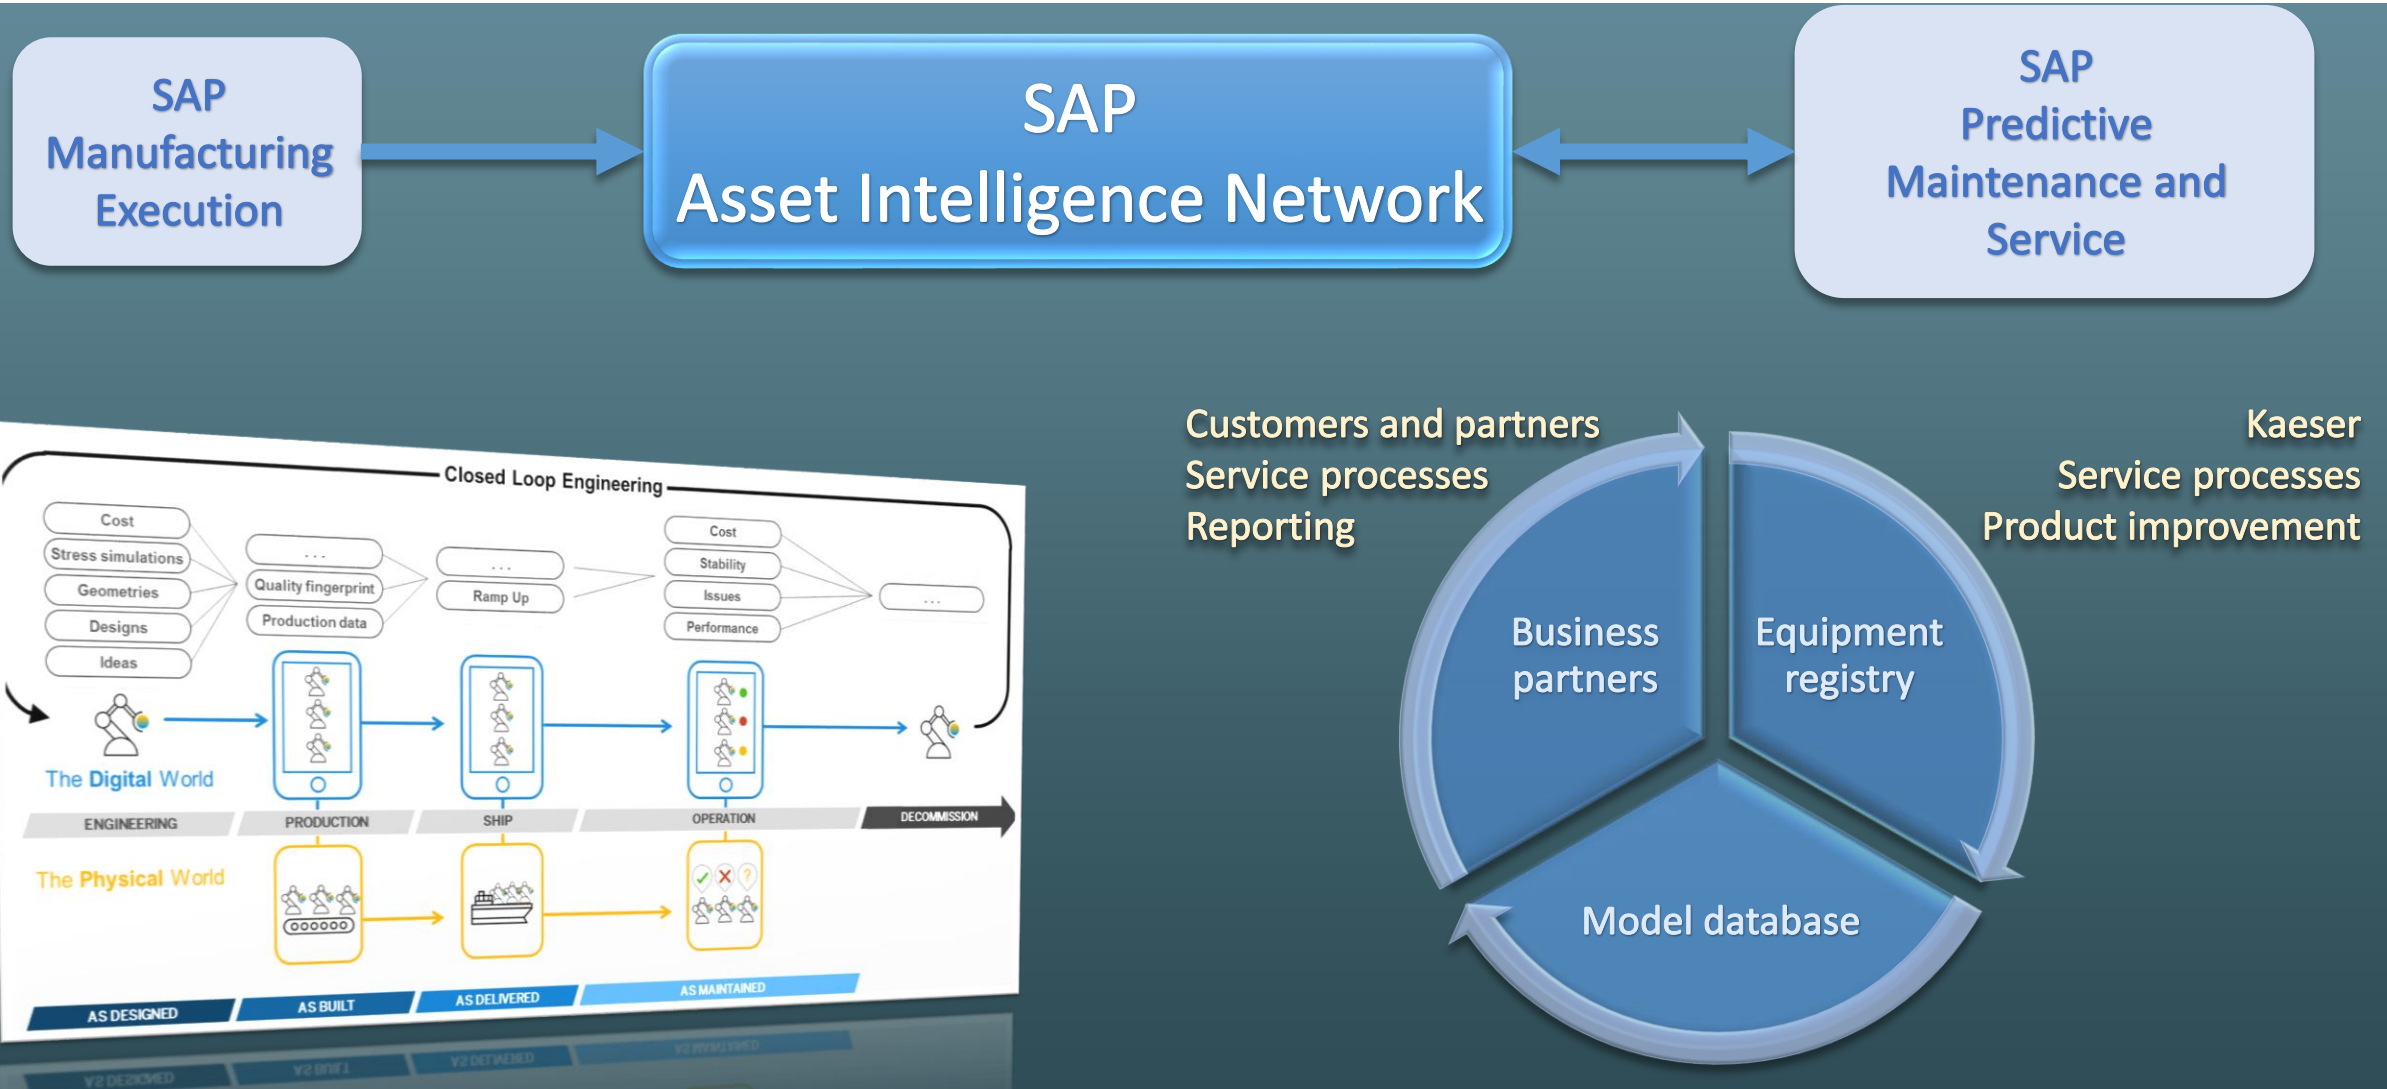 SAP
Manufacturing
Execution
SAP
Asset Intelligence Network
SAP
Predictive
Maintenance and
Service
Closed Loop Engineering
Cost
Stress simulations
Geometries
Designs
Ideas
...
Quality fingerprint
Production data
...
Ramp Up
Cost
Stability
Issues
Performance
...
The Digital World
ENGINEERING
PRODUCTION
SHIP
OPERATION
DECOMMISSION
The Physical World
?
AS DESIGNED
AS BUILT
AS DELIVERED
AS MAINTAINED
Customers and partners
Service processes
Reporting
Kaeser
Service processes
Product improvement
Business
partners
Equipment
registry
Model database